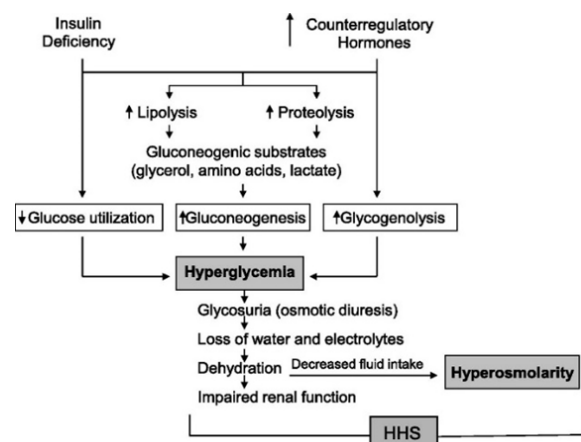 Insulin
Deficiency
Counterregulatory
Hormones
Lipolysis
Proteolysis
Gluconeogenic substrates
(glycerol, amino acids, lactate)
Glucose utilization
Gluconeogenesis
Glycogenolysis
Hyperglycemia
Glycosuria (osmotic diuresis)
Loss of water and electrolytes
Dehydration
Decreased fluid intake
Hyperosmolarity
Impaired renal function
HHS